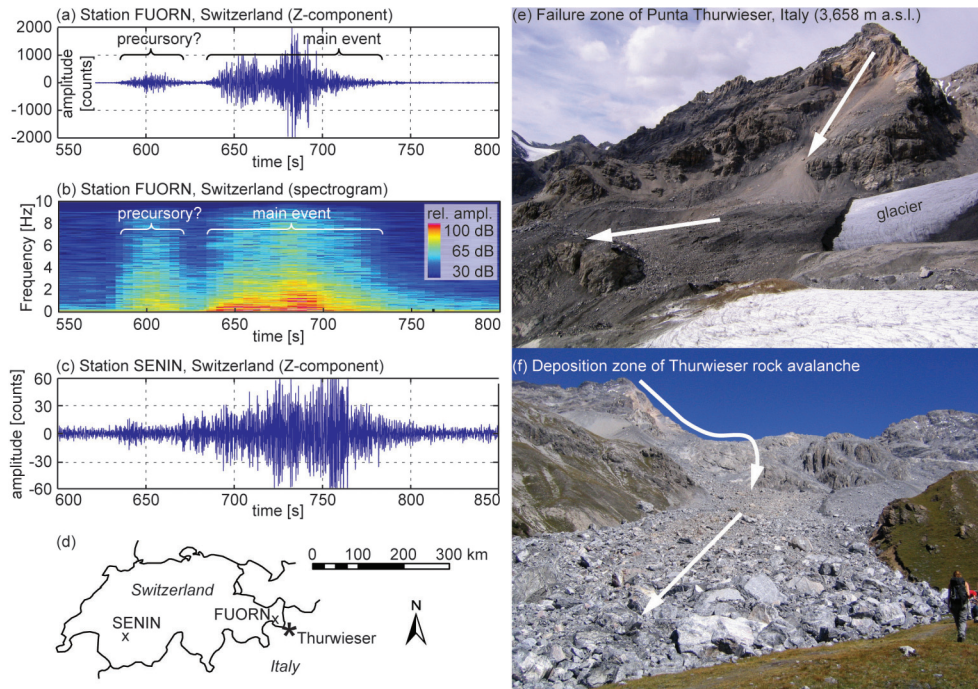 (a) Station FUORN, Switzerland (Z-component)
2000
1000
0
-1000
-2000
amplitude
[counts]
precursory?
main event
550
600
650
700
750
800
time [s]
(b) Station FUORN, Switzerland (spectrogram)
10
8
6
4
2
0
Frequency [Hz]
precursory?
main event
rel. ampl.
100 dB
65 dB
30 dB
550
600
650
700
750
800
time [s]
(c) Station SENIN, Switzerland (Z-component)
60
30
0
-30
-60
amplitude [counts]
600
650
700
750
800
850
time [s]
(d)
0
100
200
300 km
Switzerland
FUORN
SENIN
Thurwieser
Italy
N
(e) Failure zone of Punta Thurwieser, Italy (3,658 m a.s.l.)
glacier
(f) Deposition zone of Thurwieser rock avalanche